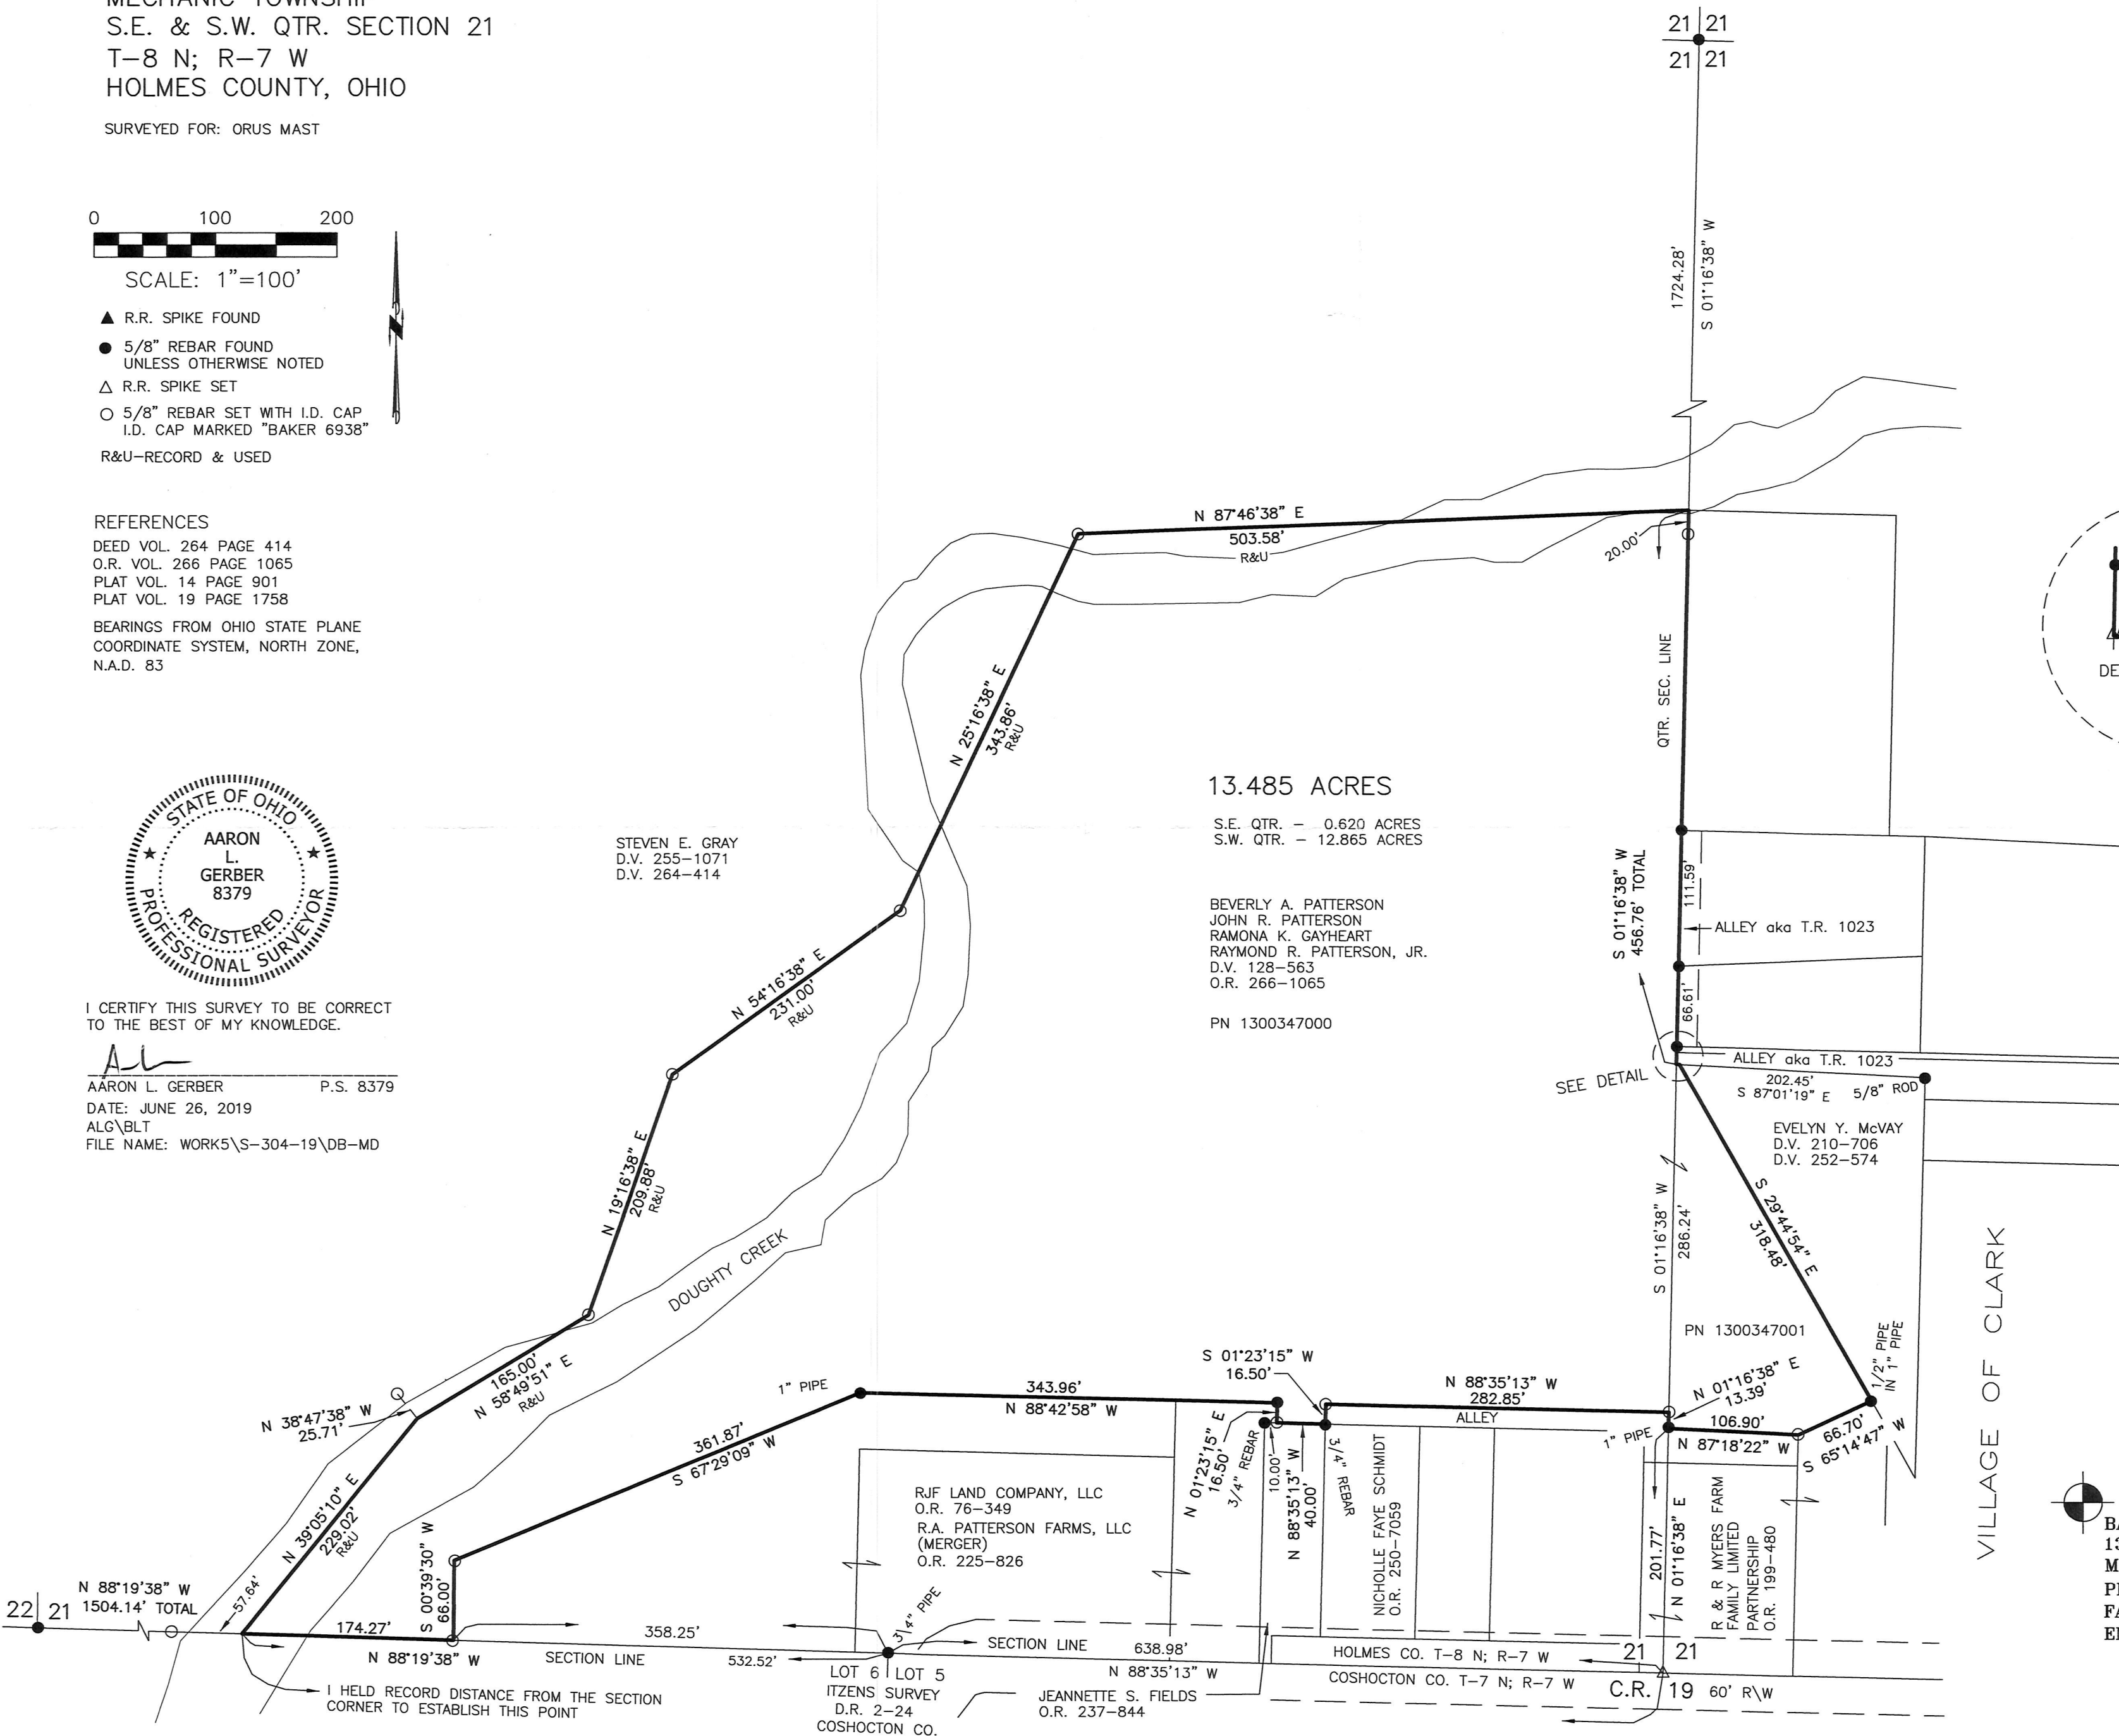 MECHANIC TOWNSHIP
S.E. & S.W. QTR. SECTION 21
T–8 N; R–7 W
HOLMES COUNTY, OHIO
SURVEYED FOR: ORUS MAST
0 100 200
SCALE: 1"=100'
R.R. SPIKE FOUND
5/8" REBAR FOUND
UNLESS OTHERWISE NOTED
R.R. SPIKE SET
5/8" REBAR SET WITH I.D. CAP
I.D. CAP MARKED "BAKER 6938"
R&U–RECORD & USED
REFERENCES
DEED VOL. 264 PAGE 414
O.R. VOL. 266 PAGE 1065
PLAT VOL. 14 PAGE 901
PLAT VOL. 19 PAGE 1758
BEARINGS FROM OHIO STATE PLANE
COORDINATE SYSTEM, NORTH ZONE,
N.A.D. 83
STATE OF OHIO
AARON
L.
GERBER
8379
REGISTERED
PROFESSIONAL SURVEYOR
I CERTIFY THIS SURVEY TO BE CORRECT
TO THE BEST OF MY KNOWLEDGE.
AARON L. GERBER P.S. 8379
DATE: JUNE 26, 2019
ALG\BLT
FILE NAME: WORK5\S–304–19\DB–MD
21 21
21 21
1724.28'
S 01°16'38" W
N 87°46'38" E
503.58'
R&U
20.00'
QTR. SEC. LINE
N 25°16'38" E
343.86'
R&U
13.485 ACRES
S.E. QTR. – 0.620 ACRES
S.W. QTR. – 12.865 ACRES
STEVEN E. GRAY
D.V. 255–1071
D.V. 264–414
BEVERLY A. PATTERSON
JOHN R. PATTERSON
RAMONA K. GAYHEART
RAYMOND R. PATTERSON, JR.
D.V. 128–563
O.R. 266–1065
PN 1300347000
S 01°16'38" W
456.76' TOTAL
111.59'
ALLEY aka T.R. 1023
66.61'
ALLEY aka T.R. 1023
SEE DETAIL
202.45'
S 87°01'19" E
5/8" ROD
EVELYN Y. McVAY
D.V. 210–706
D.V. 252–574
N 54°16'38" E
231.00'
R&U
N 19°16'38" E
209.88'
R&U
DOUGHTY CREEK
S 01°16'38" W
286.24'
S 29°44'54" E
318.48'
VILLAGE OF CLARK
PN 1300347001
1/2" PIPE
IN 1" PIPE
165.00'
N 58°49'51" E
R&U
N 38°47'38" W
25.71'
1" PIPE
343.96'
N 88°42'58" W
S 01°23'15" W
16.50'
N 88°35'13" W
282.85'
ALLEY
N 01°16'38" E
13.39'
1" PIPE
106.90'
N 87°18'22" W
66.70'
S 65°14'47" W
361.87'
S 67°29'09" W
N 01°23'15" E
16.50'
3/4" REBAR
10.00'
N 88°35'13" W
40.00'
3/4" REBAR
NICHOLLE FAYE SCHMIDT
O.R. 250–7059
RJF LAND COMPANY, LLC
O.R. 76–349
R.A. PATTERSON FARMS, LLC
(MERGER)
O.R. 225–826
201.77'
N 01°16'38" E
R & R MYERS FARM
FAMILY LIMITED
PARTNERSHIP
O.R. 199–480
N 39°05'10" E
229.02'
R&U
S 00°39'30" W
66.00'
57.64'
N 88°19'38" W
1504.14' TOTAL
22 21
174.27'
N 88°19'38" W
358.25'
SECTION LINE
532.52'
3/4" PIPE
SECTION LINE
638.98'
N 88°35'13" W
HOLMES CO. T–8 N; R–7 W
COSHOCTON CO. T–7 N; R–7 W
21 21
C.R. 19 60' R\W
LOT 6 LOT 5
ITZENS SURVEY
D.R. 2–24
COSHOCTON CO.
JEANNETTE S. FIELDS
O.R. 237–844
I HELD RECORD DISTANCE FROM THE SECTION
CORNER TO ESTABLISH THIS POINT
DE
BA
13
M
FA